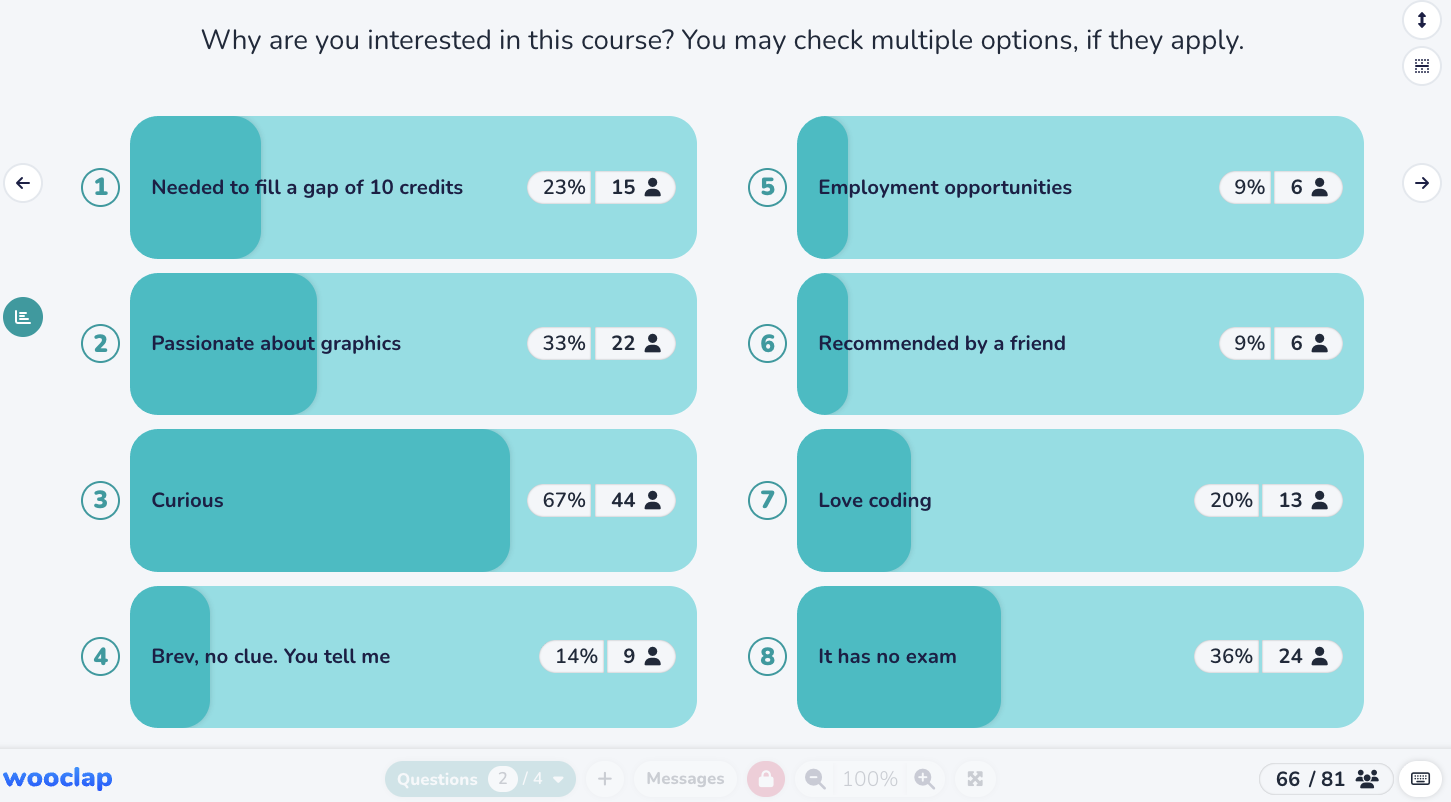 Why are you interested in this course? You may check multiple options, if they apply.
1 Needed to fill a gap of 10 credits 23% 15
2 Passionate about graphics 33% 22
3 Curious 67% 44
4 Brev, no clue. You tell me 14% 9
5 Employment opportunities 9% 6
6 Recommended by a friend 9% 6
7 Love coding 20% 13
8 It has no exam 36% 24
wooclap Questions 2 / 4 + Messages 100% 66 / 81